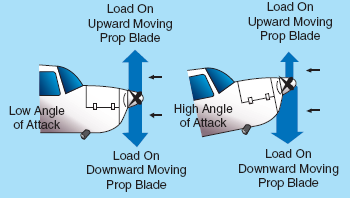 Load On
Upward Moving
Prop Blade
Low Angle
of Attack
Load On
Downward Moving
Prop Blade
Load On
Upward Moving
Prop Blade
High Angle
of Attack
Load On
Downward Moving
Prop Blade